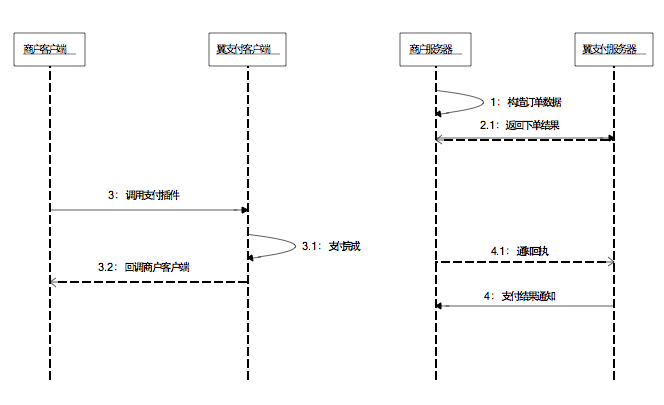 商户客户端
翼支付客户端
商户服务器
翼支付服务器
1： 构造订单数据
2.1： 返回下单结果
3： 调用支付插件
3.1： 支付完成
4.1： 通知回执
3.2： 回调商户客户端
4： 支付结果通知